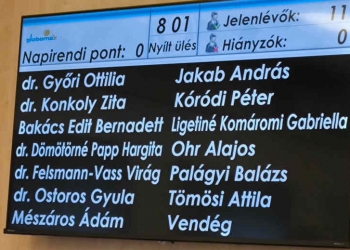 globomax
8 01
Jelenlévők: 11
Napirendi pont: 0
Nyílt ülés
Hiányzók: 0
dr. Győri Ottilia
Jakab András
dr. Konkoly Zita
Kóródi Péter
Bakács Edit Bernadett
Ligetiné Komáromi Gabriella
dr. Dömötörné Papp Hargita
Ohr Alajos
dr. Felsmann-Vass Virág
Palágyi Balázs
dr. Ostoros Gyula
Tömösi Attila
Mészáros Ádám
Vendég